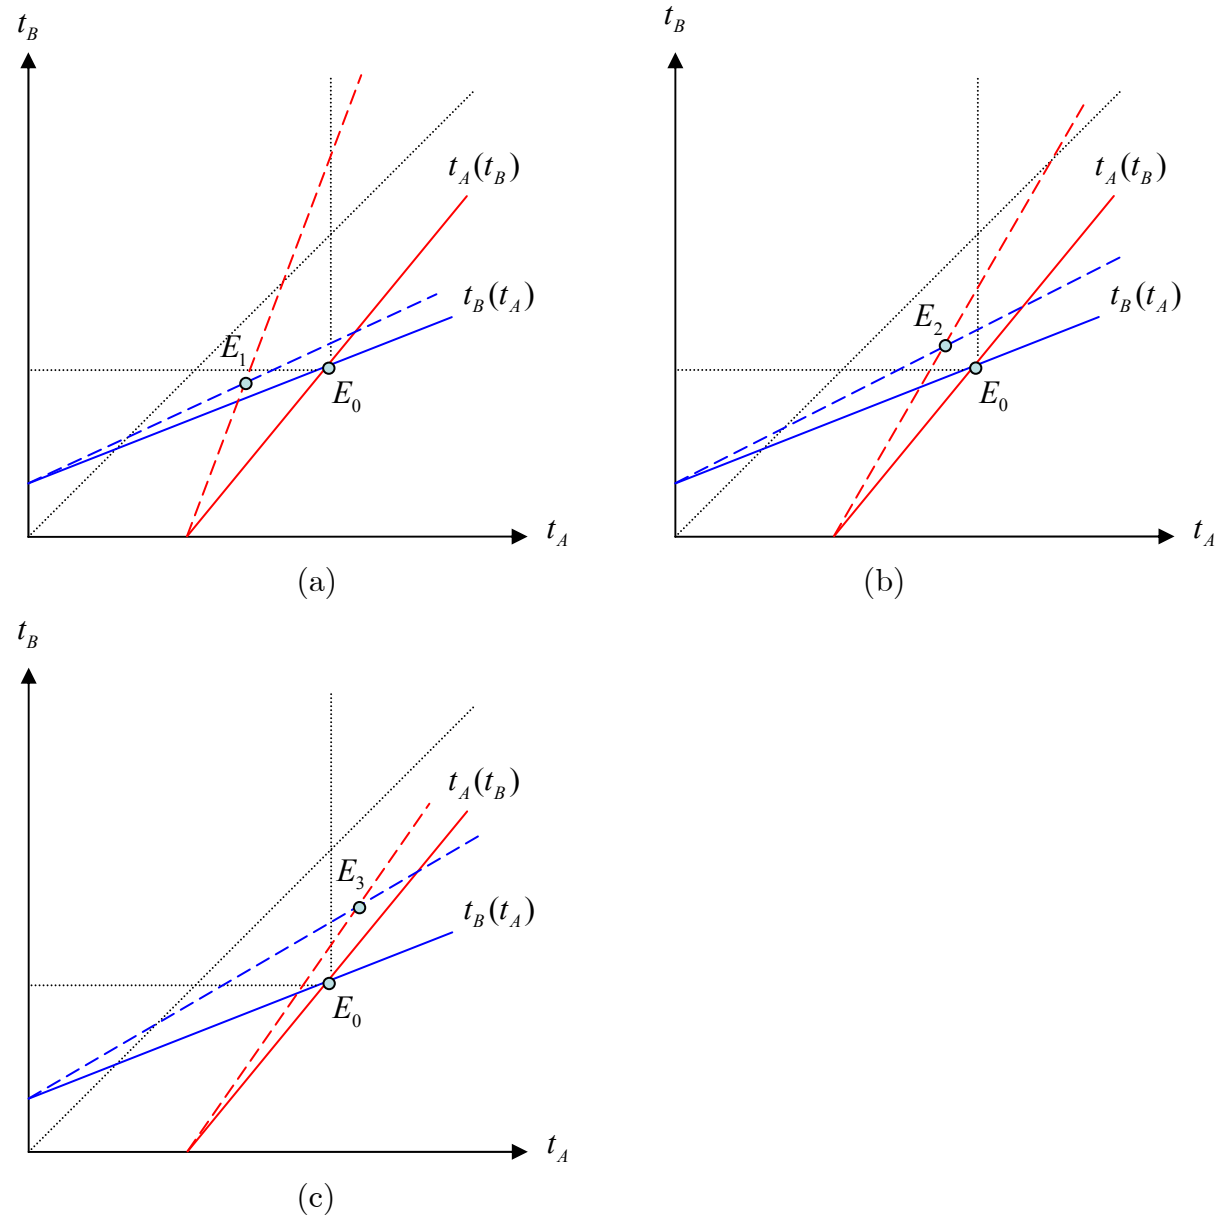 t_B
t_A(t_B)
t_B(t_A)
E_1
E_0
t_A
(a)
t_B
t_A(t_B)
t_B(t_A)
E_2
E_0
t_A
(b)
t_B
t_A(t_B)
E_3
t_B(t_A)
E_0
t_A
(c)